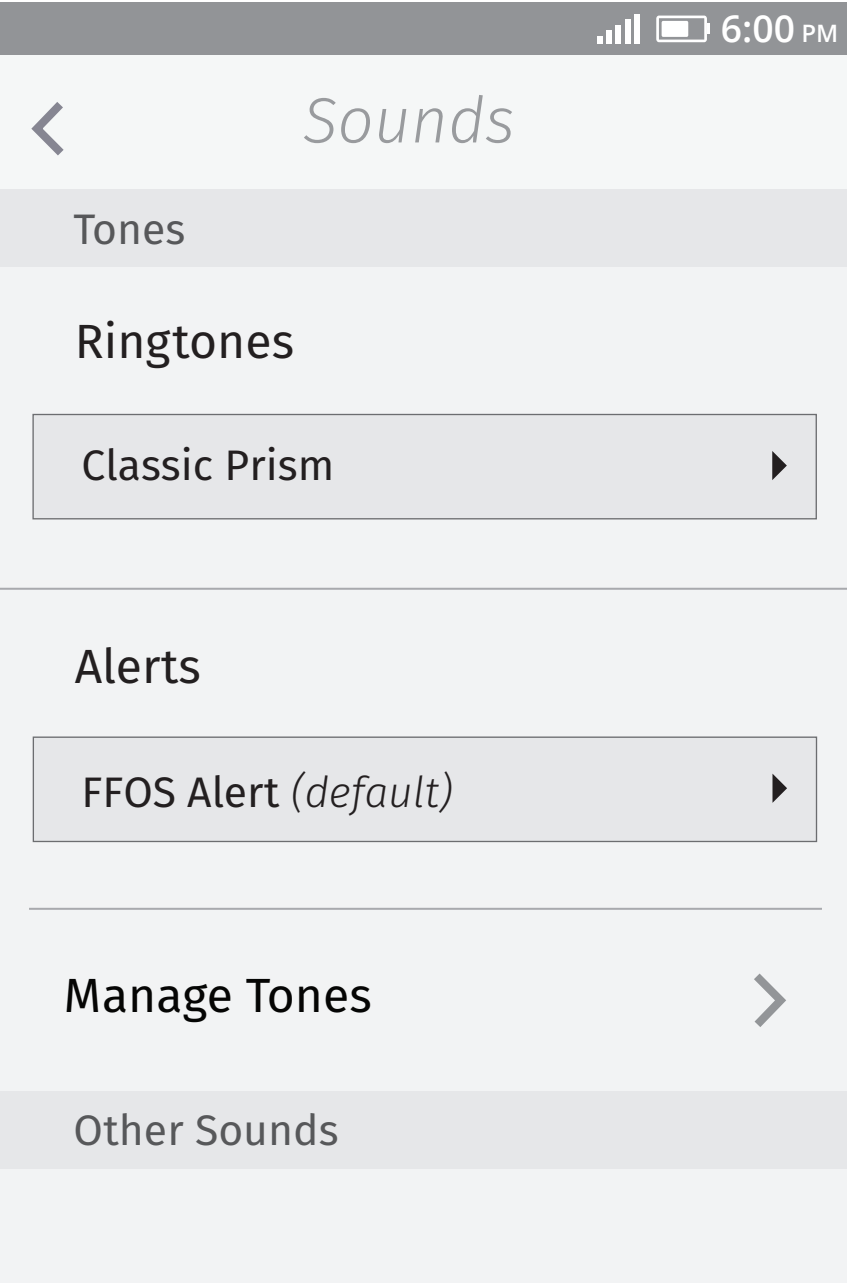 6:00 PM
Sounds
Tones
Ringtones
Classic Prism
Alerts
FFOS Alert (default)
Manage Tones
Other Sounds